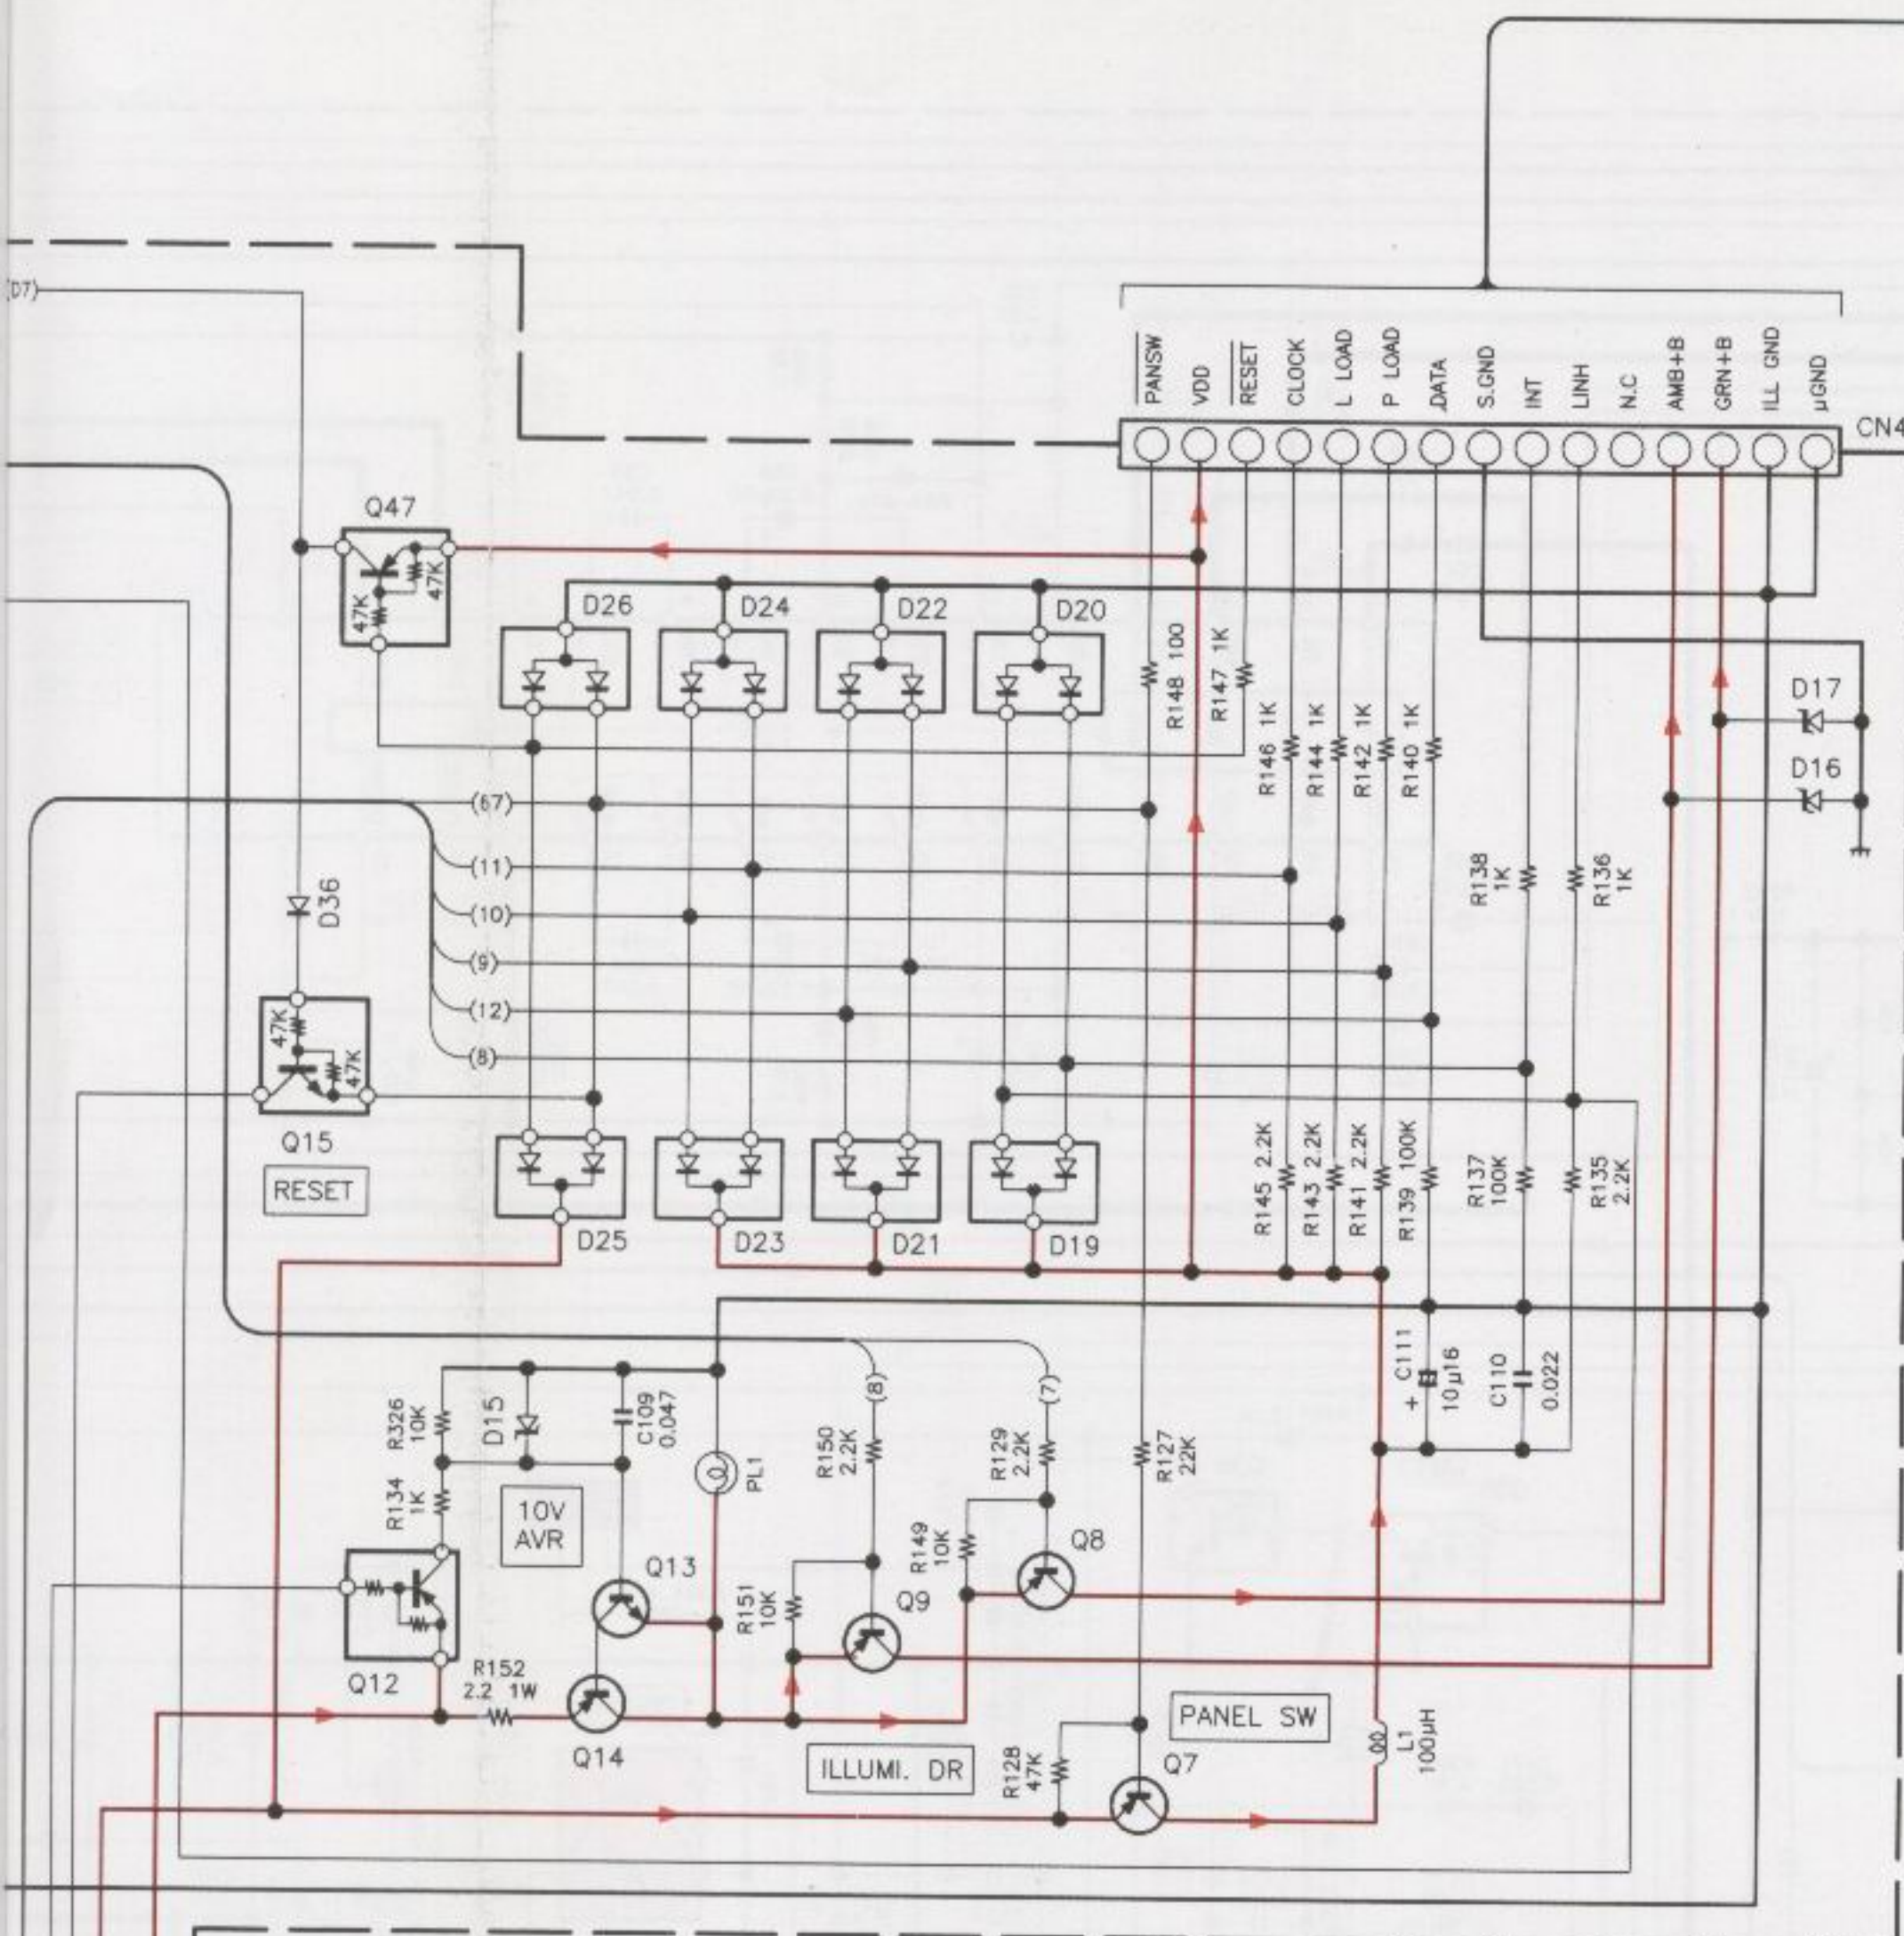 (D7)
PANSW
VDD
RESET
CLOCK
L LOAD
P LOAD
DATA
S.GND
INT
LINH
N.C
AMB+B
GRN+B
ILL GND
µGND
CN4
Q47
47K
47K
D26
D24
D22
D20
R148 100
R147 1K
R146 1K
R144 1K
R142 1K
R140 1K
D17
D16
(67)
(11)
(10)
(9)
(12)
(8)
R138
1K
R136
1K
D36
47K
47K
Q15
RESET
D25
D23
D21
D19
R145 2.2K
R143 2.2K
R141 2.2K
R139 100K
R137
100K
R135
2.2K
R326
10K
D15
C109
0.047
PL1
(8)
(7)
R150
2.2K
R129
2.2K
R127
22K
+ C111
10µ16
C110
0.022
R134
1K
10V
AVR
Q13
R151
10K
R149
10K
Q8
Q9
Q12
R152
2.2 1W
Q14
ILLUMI. DR
PANEL SW
R128
47K
Q7
L1
100µH